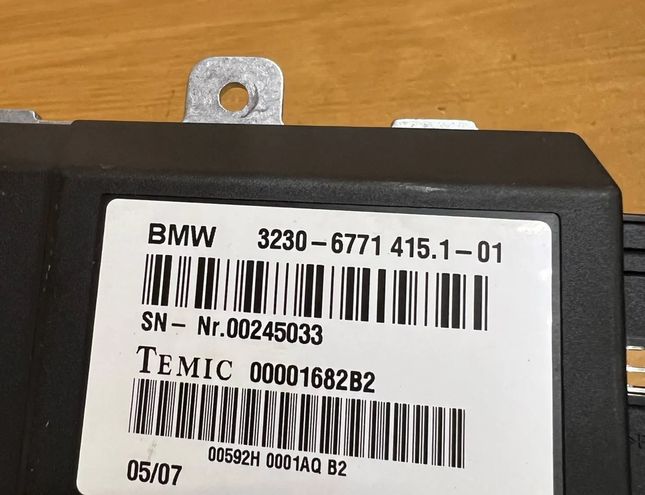 BMW 3230-6771 415.1-01
SN- Nr.00245033
TEMIC 00001682B2
00592H 0001AQ B2
05/07